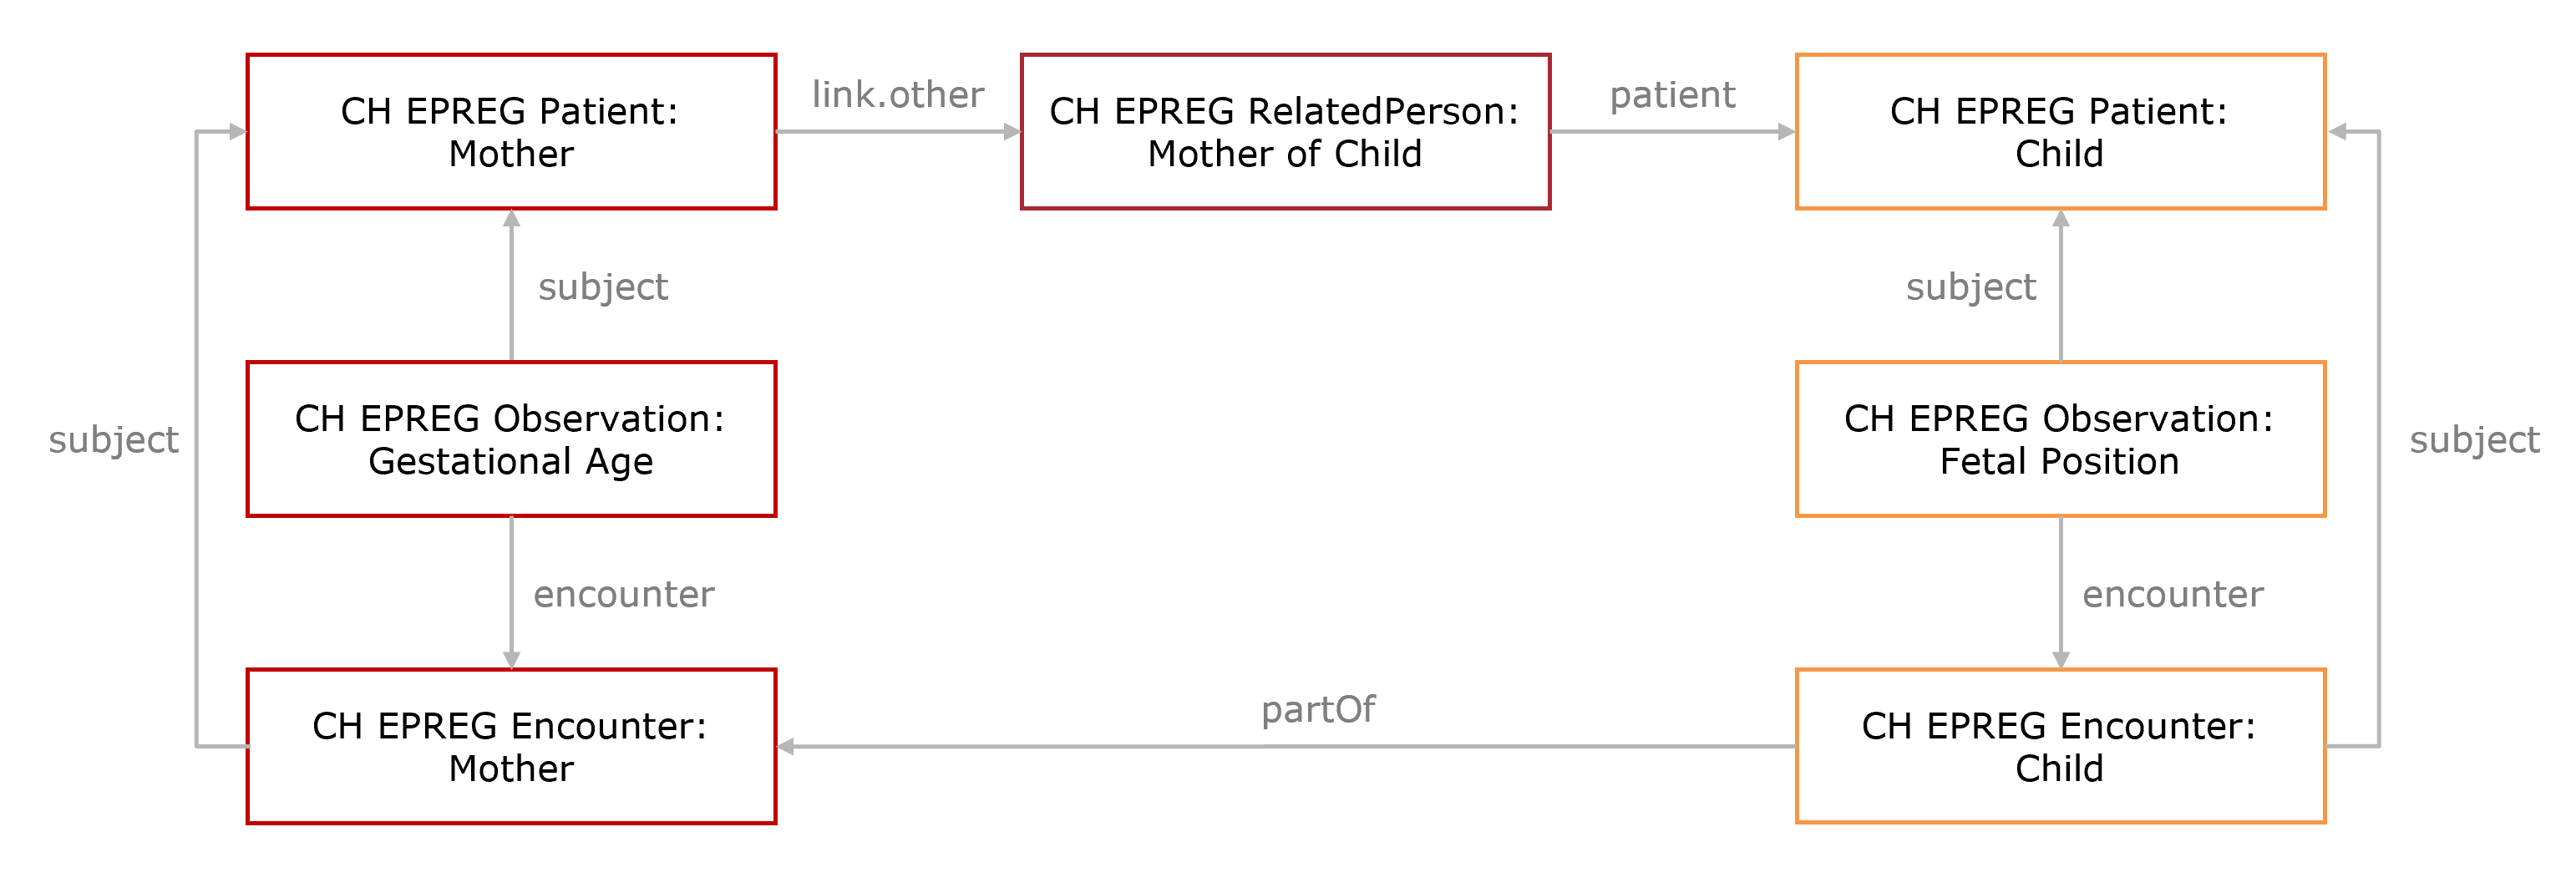 CH EPREG Patient:
Mother
link.other
CH EPREG RelatedPerson:
Mother of Child
patient
CH EPREG Patient:
Child
subject
subject
subject
CH EPREG Observation:
Gestational Age
CH EPREG Observation:
Fetal Position
subject
encounter
encounter
CH EPREG Encounter:
Mother
partOf
CH EPREG Encounter:
Child